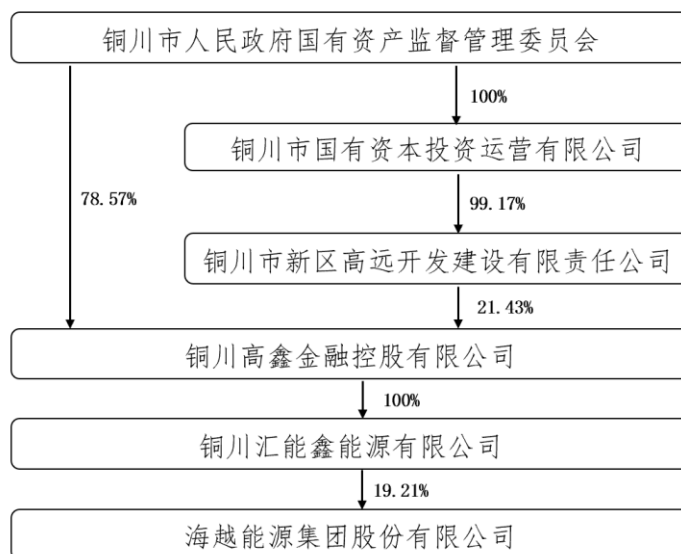 铜川市人民政府国有资产监督管理委员会
100%
铜川市国有资本投资运营有限公司
78.57%
99.17%
铜川市新区高远开发建设有限责任公司
21.43%
铜川高鑫金融控股有限公司
100%
铜川汇能鑫能源有限公司
19.21%
海越能源集团股份有限公司